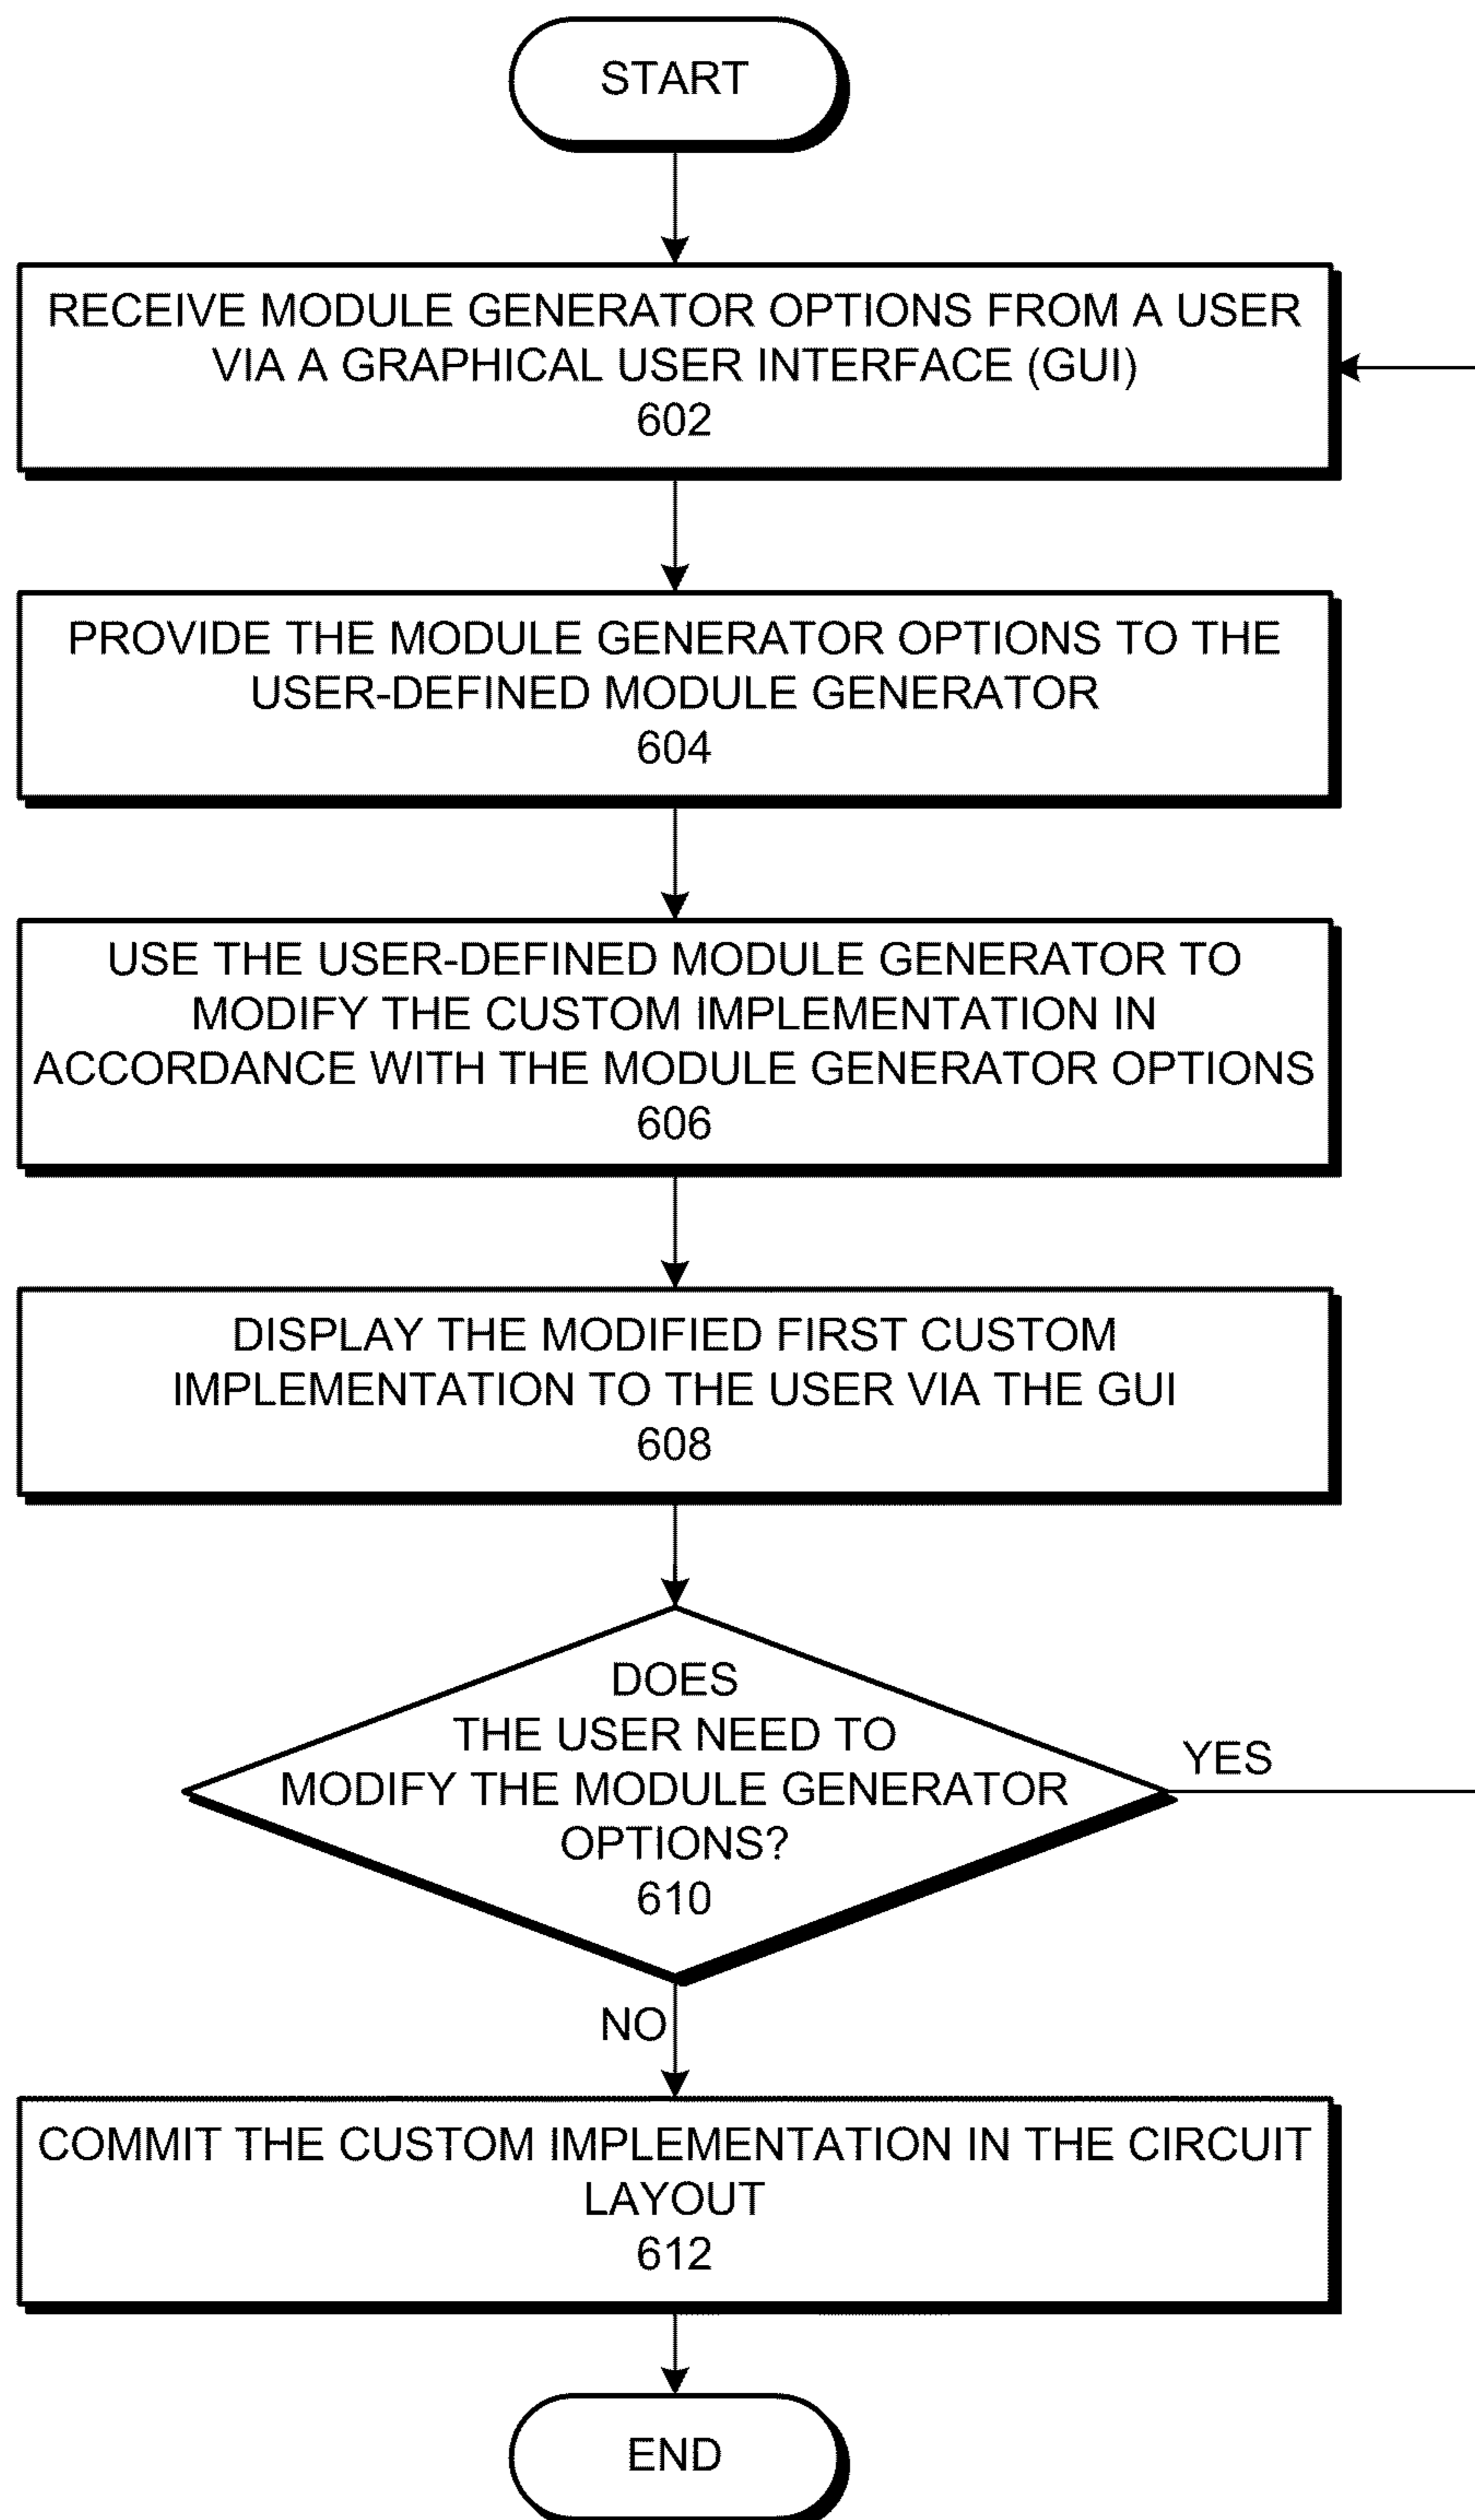 START
RECEIVE MODULE GENERATOR OPTIONS FROM A USER
VIA A GRAPHICAL USER INTERFACE (GUI)
602
PROVIDE THE MODULE GENERATOR OPTIONS TO THE
USER-DEFINED MODULE GENERATOR
604
USE THE USER-DEFINED MODULE GENERATOR TO
MODIFY THE CUSTOM IMPLEMENTATION IN
ACCORDANCE WITH THE MODULE GENERATOR OPTIONS
606
DISPLAY THE MODIFIED FIRST CUSTOM
IMPLEMENTATION TO THE USER VIA THE GUI
608
DOES
THE USER NEED TO
MODIFY THE MODULE GENERATOR
OPTIONS?
610
YES
NO
COMMIT THE CUSTOM IMPLEMENTATION IN THE CIRCUIT
LAYOUT
612
END